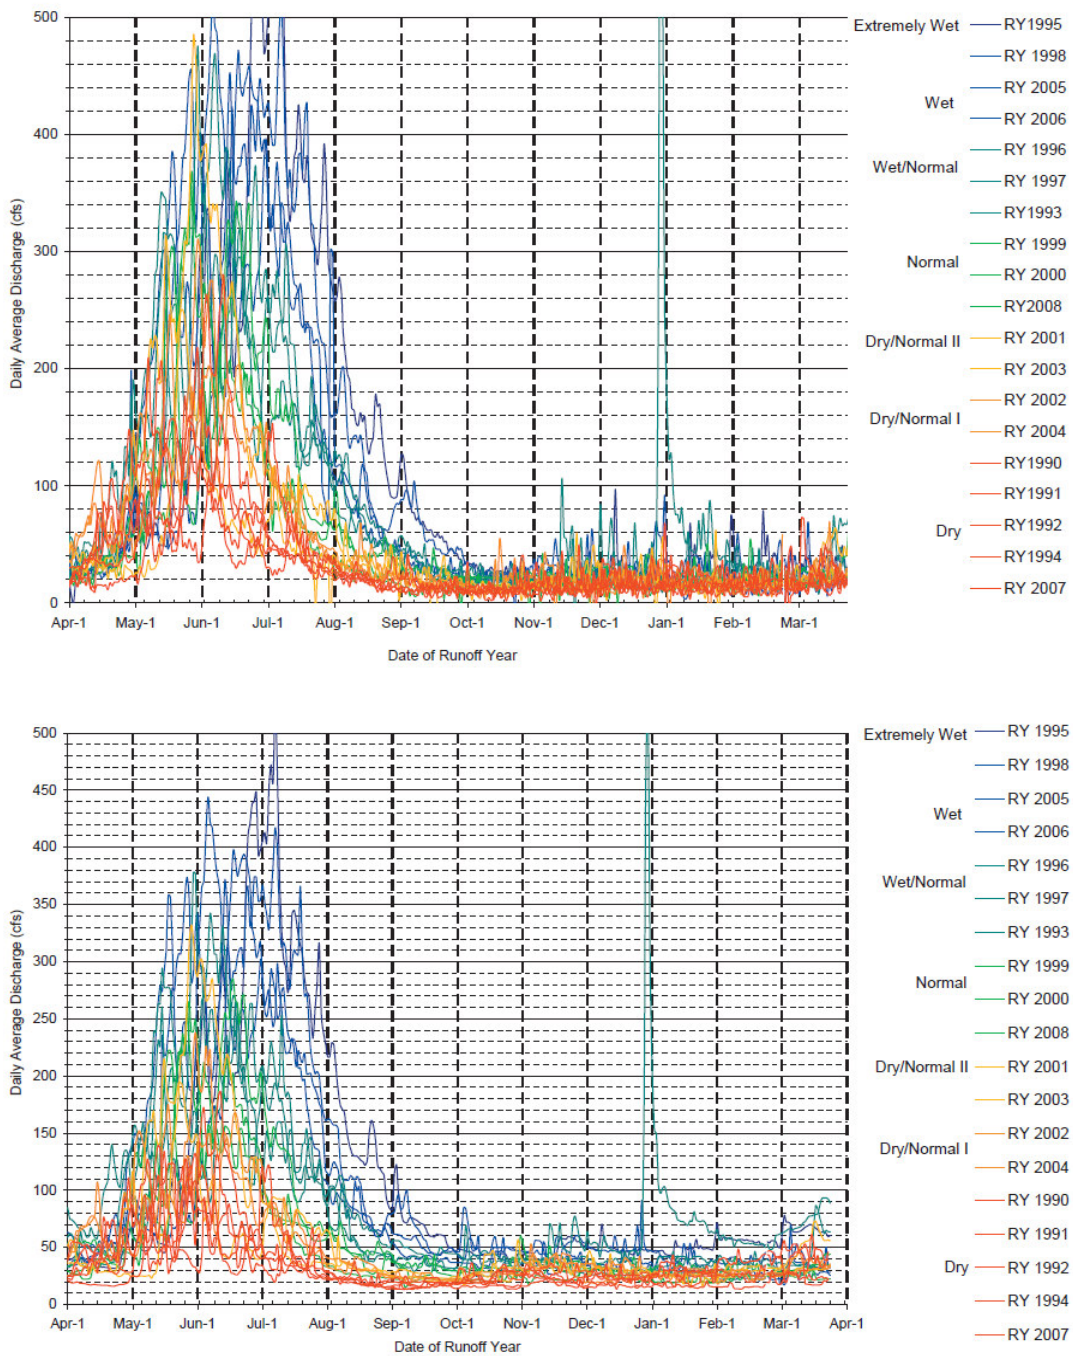 500
400
300
200
100
0
Daily Average Discharge (cfs)
Apr-1 May-1 Jun-1 Jul-1 Aug-1 Sep-1 Oct-1 Nov-1 Dec-1 Jan-1 Feb-1 Mar-1
Date of Runoff Year
Extremely Wet RY1995
RY 1998
RY 2005
Wet
RY 2006
RY 1996
Wet/Normal
RY 1997
RY1993
RY 1999
Normal
RY 2000
RY2008
RY 2001
Dry/Normal II
RY 2003
RY 2002
Dry/Normal I
RY 2004
RY1990
RY1991
RY1992
Dry
RY1994
RY 2007
500
450
400
350
300
250
200
150
100
50
0
Daily Average Discharge (cfs)
Apr-1 May-1 Jun-1 Jul-1 Aug-1 Sep-1 Oct-1 Nov-1 Dec-1 Jan-1 Feb-1 Mar-1 Apr-1
Date of Runoff Year
Extremely Wet RY 1995
RY 1998
RY 2005
Wet
RY 2006
RY 1996
Wet/Normal
RY 1997
RY 1993
RY 1999
Normal
RY 2000
RY 2008
Dry/Normal II RY 2001
RY 2003
RY 2002
Dry/Normal I
RY 2004
RY 1990
RY 1991
Dry RY 1992
RY 1994
RY 2007